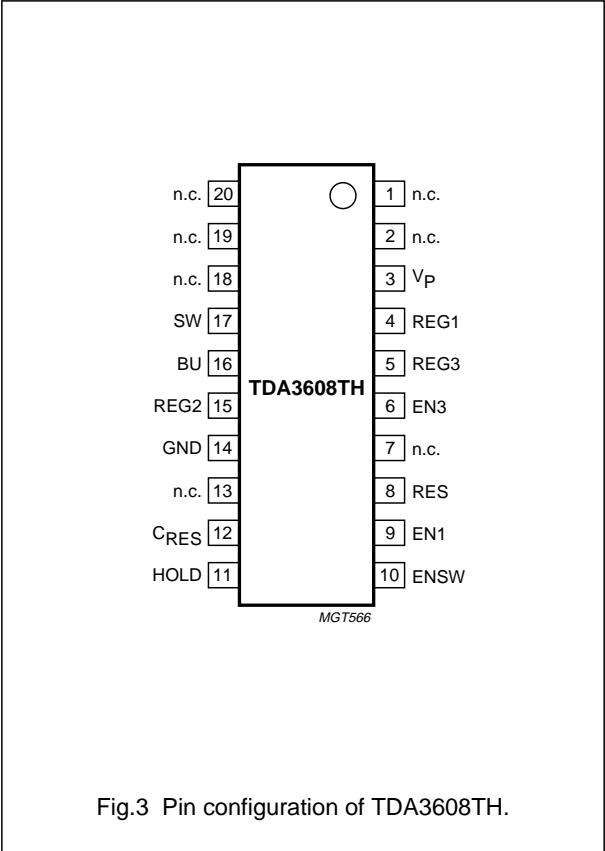 n.c. 20 1 n.c.
n.c. 19 2 n.c.
n.c. 18 3 VP
SW 17 4 REG1
BU 16 5 REG3
TDA3608TH
REG2 15 6 EN3
GND 14 7 n.c.
n.c. 13 8 RES
CRES 12 9 EN1
HOLD 11 10 ENSW
MGT566
Fig.3 Pin configuration of TDA3608TH.